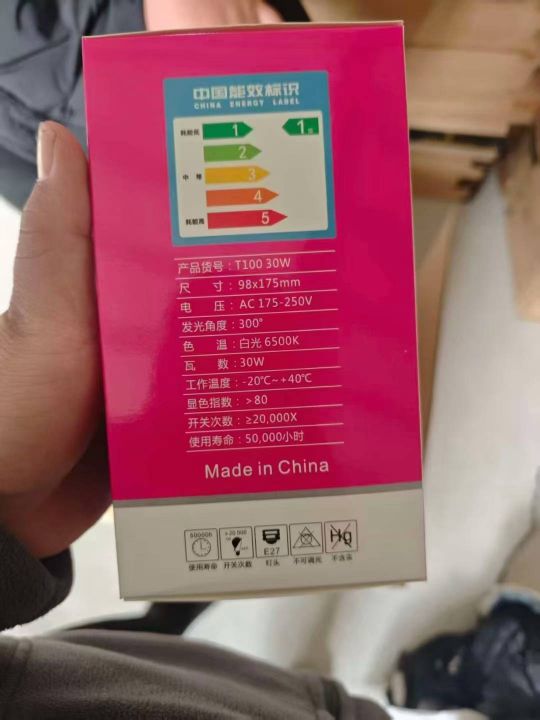 中国能效标识
CHINA ENERGY LABEL
耗能低 1 1级
2
中等 3
4
耗能高 5
产品货号：T100 30W
尺 寸：98x175mm
电 压：AC 175-250V
发光角度：300°
色 温：白光 6500K
瓦 数：30W
工作温度：-20℃~+40℃
显色指数：>80
开关次数：≥20,000X
使用寿命：50,000小时
Made in China
E27 Hg
使用寿命 开关次数 灯头 不可调光 不含汞